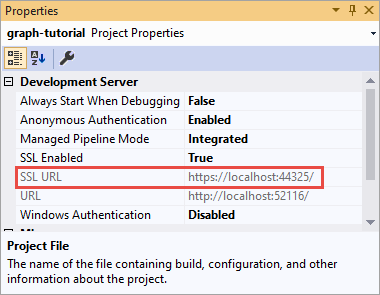 Properties
graph-tutorial Project Properties
Development Server
Always Start When Debugging False
Anonymous Authentication Enabled
Managed Pipeline Mode Integrated
SSL Enabled True
SSL URL https://localhost:44325/
URL http://localhost:52116/
Windows Authentication Disabled
Project File
The name of the file containing build, configuration, and other
information about the project.